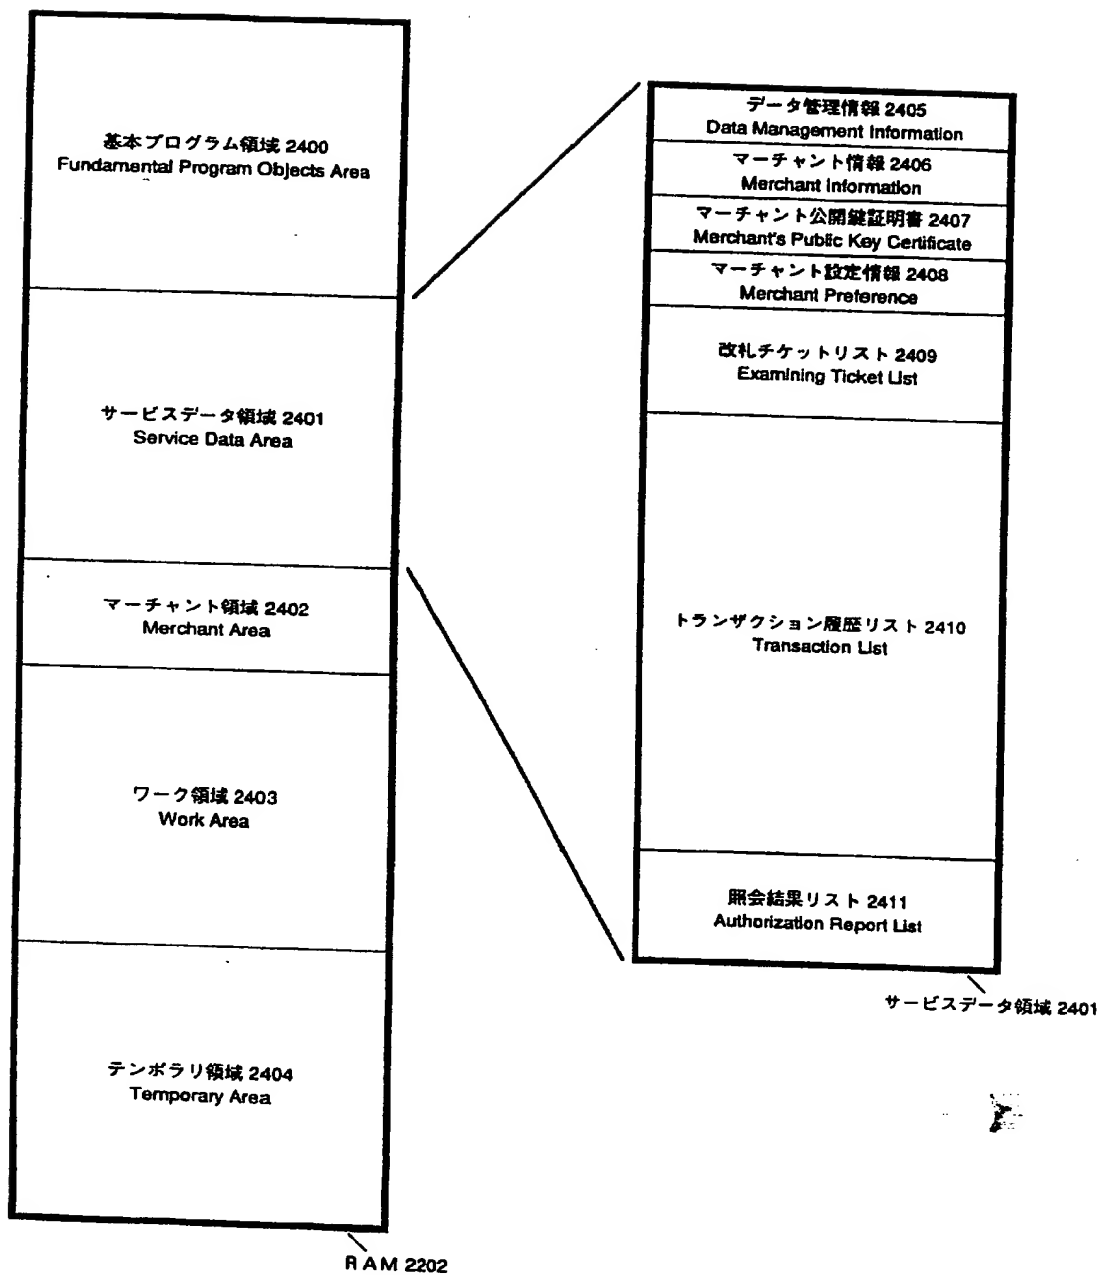 基本プログラム領域 2400
Fundamental Program Objects Area
サービスデータ領域 2401
Service Data Area
マーチャント領域 2402
Merchant Area
ワーク領域 2403
Work Area
テンポラリ領域 2404
Temporary Area
RAM 2202
データ管理情報 2405
Data Management Information
マーチャント情報 2406
Merchant Information
マーチャント公開鍵証明書 2407
Merchant's Public Key Certificate
マーチャント設定情報 2408
Merchant Preference
改札チケットリスト 2409
Examining Ticket List
トランザクション履歴リスト 2410
Transaction List
照会結果リスト 2411
Authorization Report List
サービスデータ領域 2401